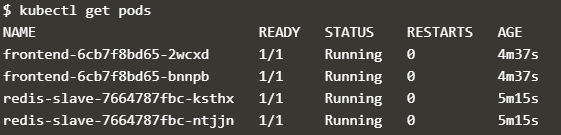 $ kubectl get pods
NAME READY STATUS RESTARTS AGE
frontend-6cb7f8bd65-2wcxd 1/1 Running 0 4m37s
frontend-6cb7f8bd65-bnnpb 1/1 Running 0 4m37s
redis-slave-7664787fbc-ksthx 1/1 Running 0 5m15s
redis-slave-7664787fbc-ntjjn 1/1 Running 0 5m15s